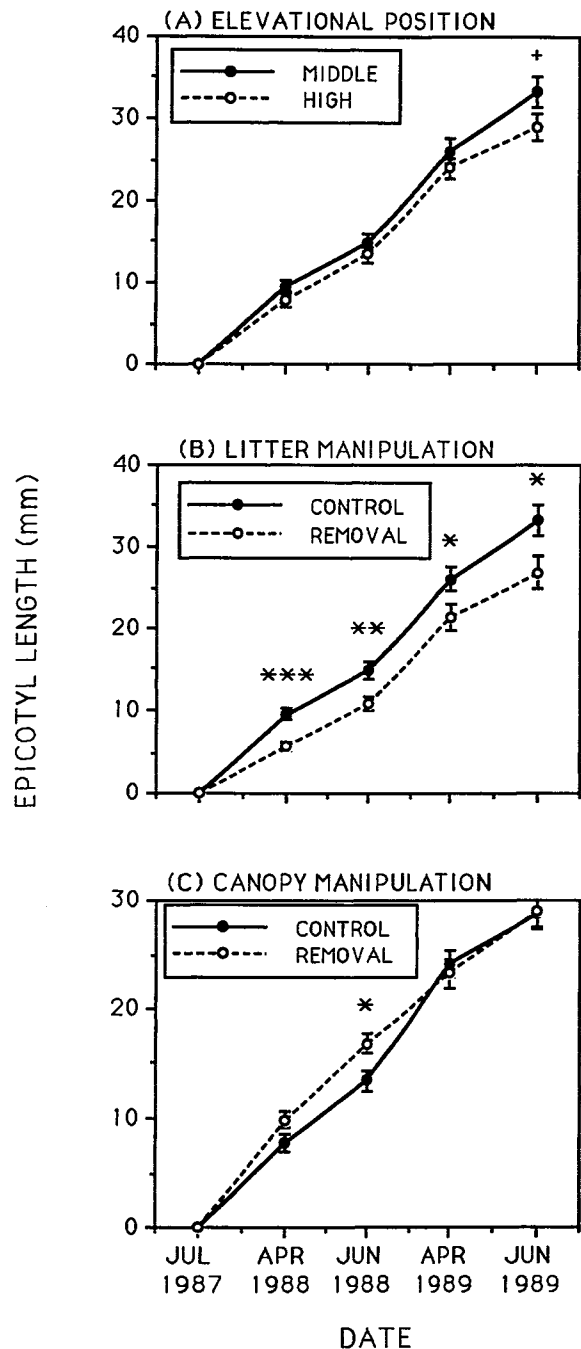 (A) ELEVATIONAL POSITION
40
30
20
10
0
MIDDLE
HIGH
+
(B) LITTER MANIPULATION
40
30
20
10
0
CONTROL
REMOVAL
***
**
*
*
EPICOTYL LENGTH (mm)
(C) CANOPY MANIPULATION
30
20
10
0
CONTROL
REMOVAL
*
JUL APR JUN APR JUN
1987 1988 1988 1989 1989
DATE